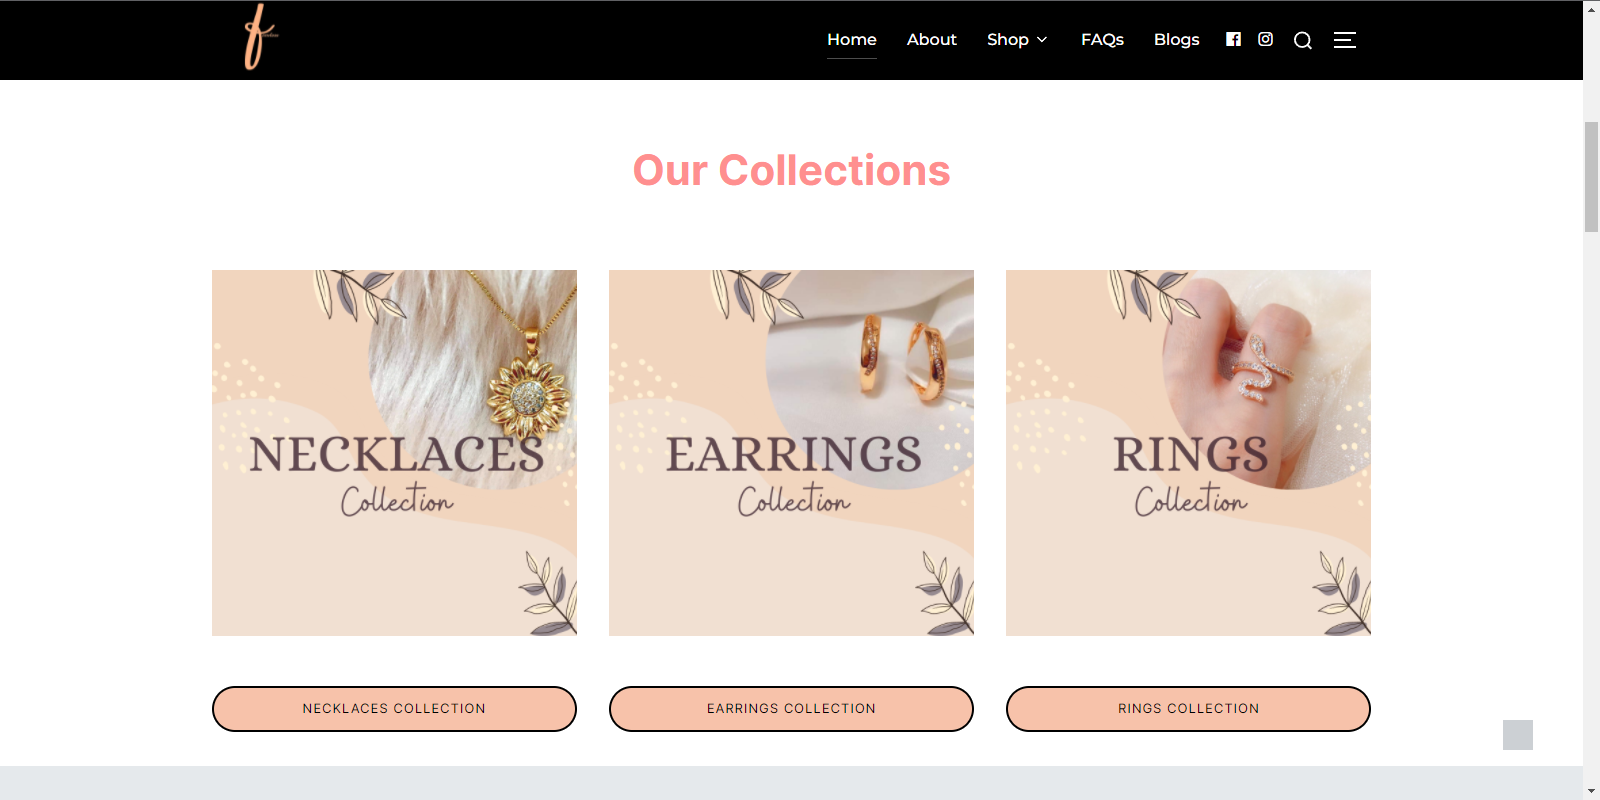 Home About Shop FAQs Blogs
Our Collections
NECKLACES
Collection
EARRINGS
Collection
RINGS
Collection
NECKLACES COLLECTION
EARRINGS COLLECTION
RINGS COLLECTION